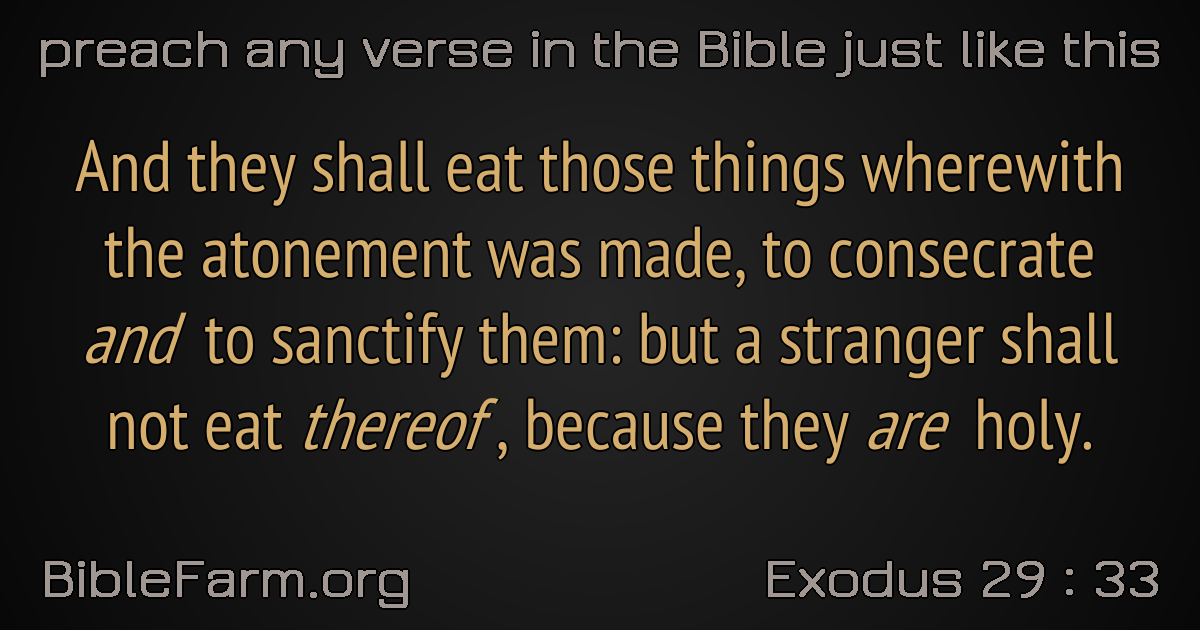 preach any verse in the Bible just like this
And they shall eat those things wherewith
the atonement was made, to consecrate
and to sanctify them: but a stranger shall
not eat thereof, because they are holy.
BibleFarm.org
Exodus 29 : 33